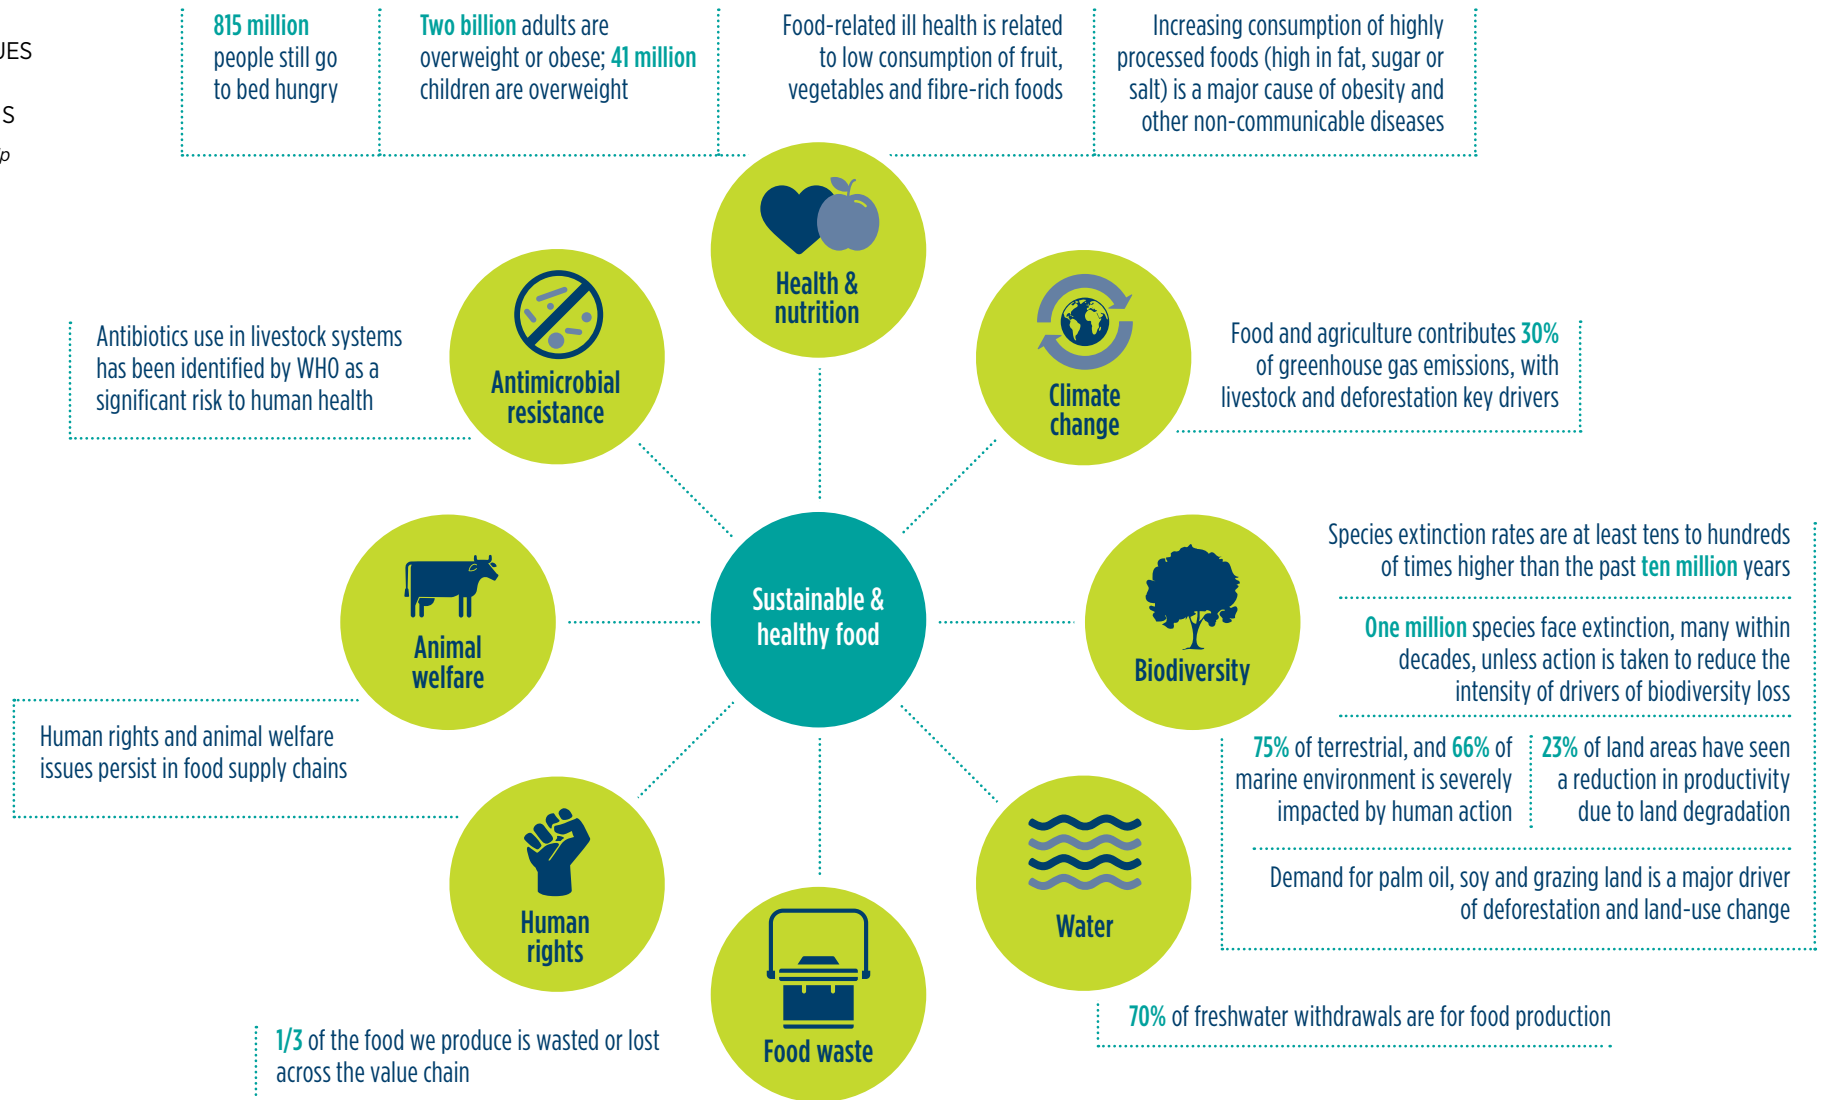 UES
S
p
815 million
people still go
to bed hungry
Two billion adults are
overweight or obese; 41 million
children are overweight
Food-related ill health is related
to low consumption of fruit,
vegetables and fibre-rich foods
Increasing consumption of highly
processed foods (high in fat, sugar or
salt) is a major cause of obesity and
other non-communicable diseases
Health &
nutrition
Antibiotics use in livestock systems
has been identified by WHO as a
significant risk to human health
Antimicrobial
resistance
Climate
change
Food and agriculture contributes 30%
of greenhouse gas emissions, with
livestock and deforestation key drivers
Animal
welfare
Sustainable &
healthy food
Biodiversity
Species extinction rates are at least tens to hundreds
of times higher than the past ten million years
One million species face extinction, many within
decades, unless action is taken to reduce the
intensity of drivers of biodiversity loss
75% of terrestrial, and 66% of
marine environment is severely
impacted by human action
23% of land areas have seen
a reduction in productivity
due to land degradation
Demand for palm oil, soy and grazing land is a major driver
of deforestation and land-use change
Human rights and animal welfare
issues persist in food supply chains
Human
rights
Water
70% of freshwater withdrawals are for food production
Food waste
1/3 of the food we produce is wasted or lost
across the value chain